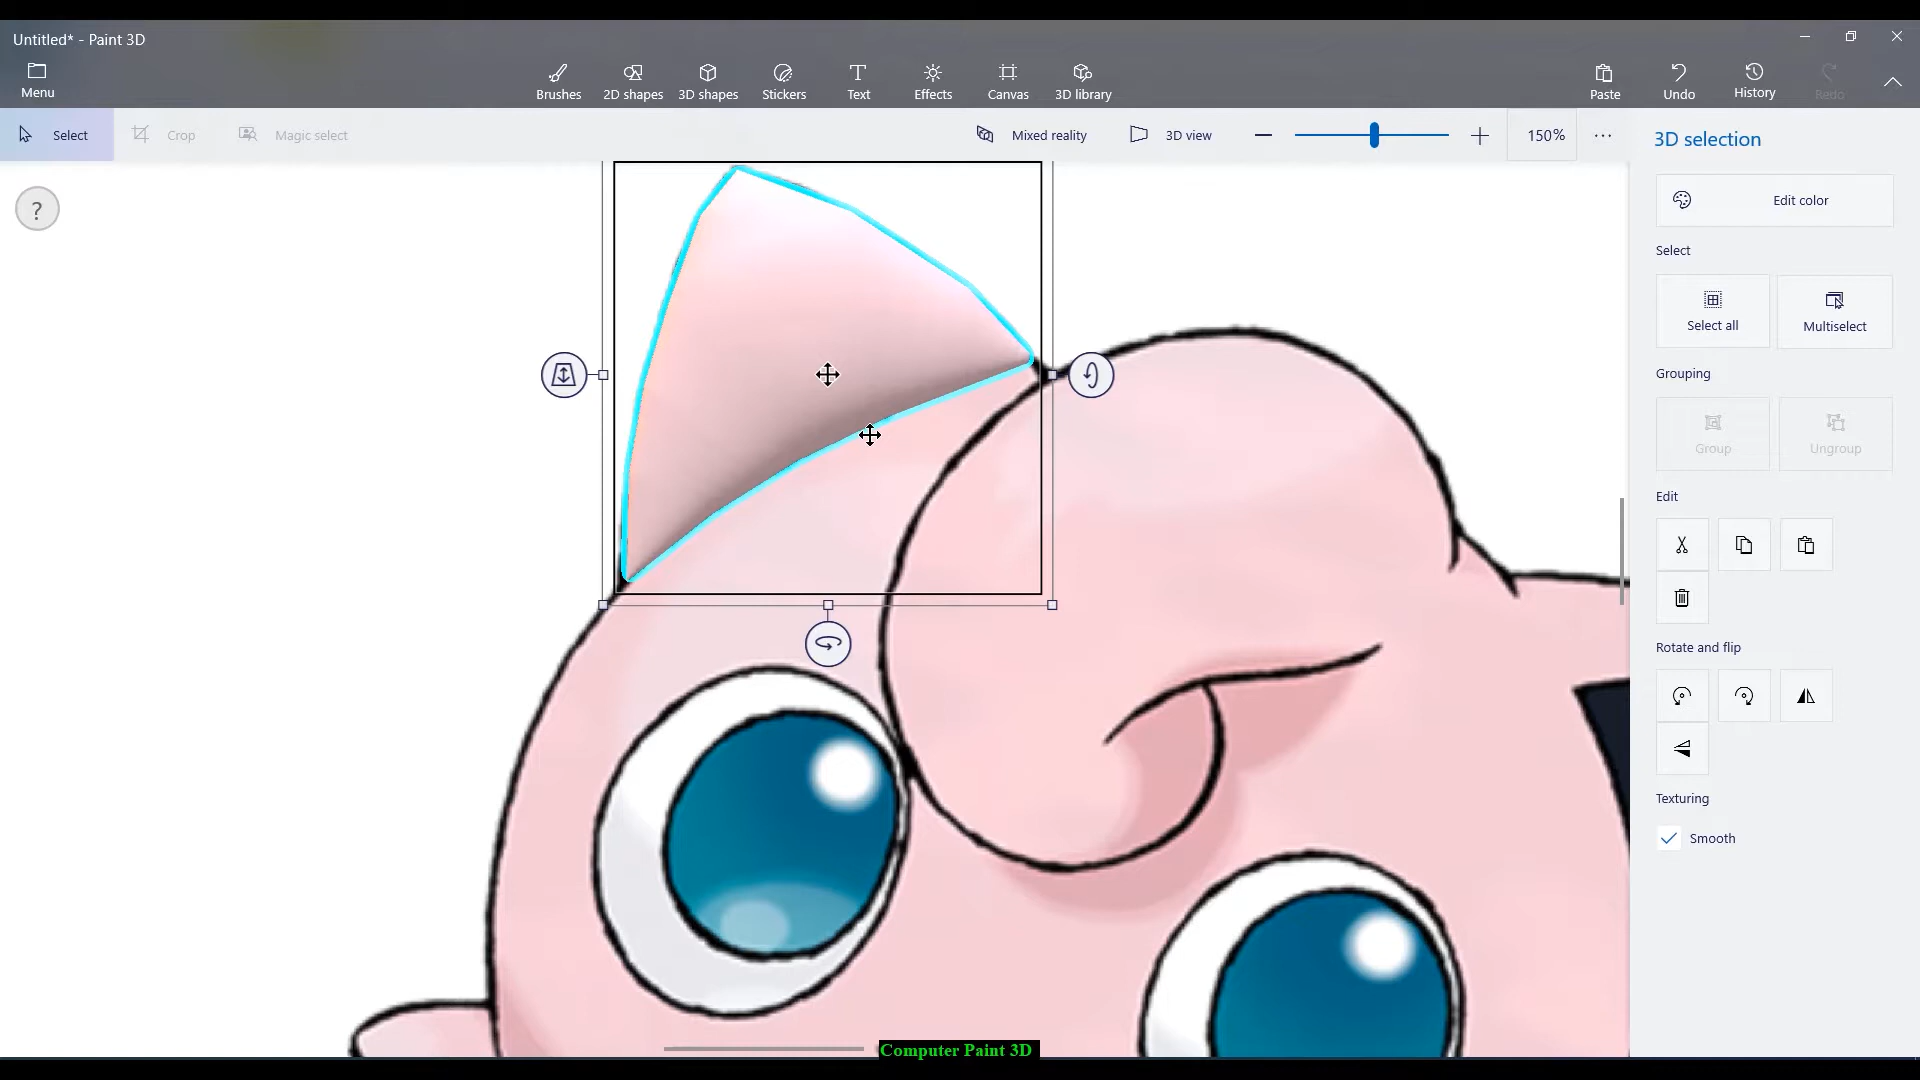 Untitled* - Paint 3D
Menu
Brushes
2D shapes
3D shapes
Stickers
Text
Effects
Canvas
3D library
Paste
Undo
History
Redo
Select
Crop
Magic select
Mixed reality
3D view
150%
3D selection
?
Edit color
Select
Select all
Multiselect
Grouping
Group
Ungroup
Edit
Rotate and flip
Texturing
Smooth
Computer Paint 3D